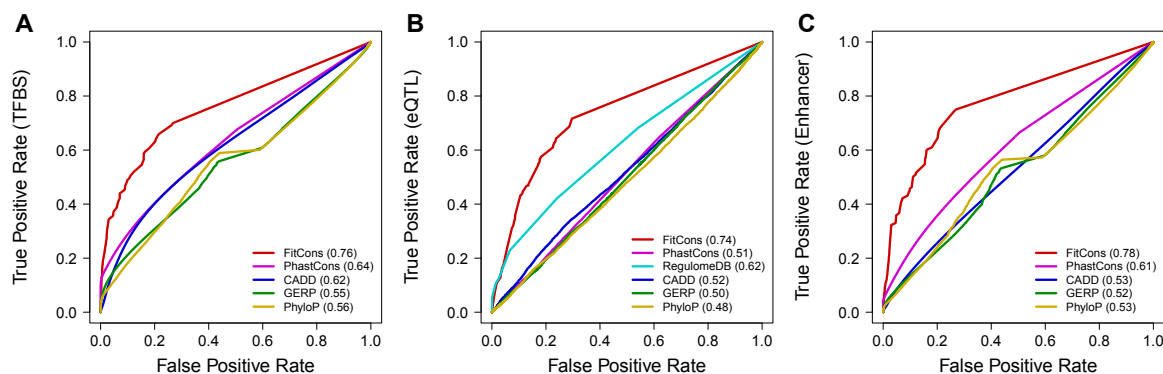 A
True Positive Rate (TFBS)
1.0
0.8
0.6
0.4
0.2
0.0
FitCons (0.76)
PhastCons (0.64)
CADD (0.62)
GERP (0.55)
PhyloP (0.56)
0.0 0.2 0.4 0.6 0.8 1.0
False Positive Rate
B
True Positive Rate (eQTL)
1.0
0.8
0.6
0.4
0.2
0.0
FitCons (0.74)
PhastCons (0.51)
RegulomeDB (0.62)
CADD (0.52)
GERP (0.50)
PhyloP (0.48)
0.0 0.2 0.4 0.6 0.8 1.0
False Positive Rate
C
True Positive Rate (Enhancer)
1.0
0.8
0.6
0.4
0.2
0.0
FitCons (0.78)
PhastCons (0.61)
CADD (0.53)
GERP (0.52)
PhyloP (0.53)
0.0 0.2 0.4 0.6 0.8 1.0
False Positive Rate